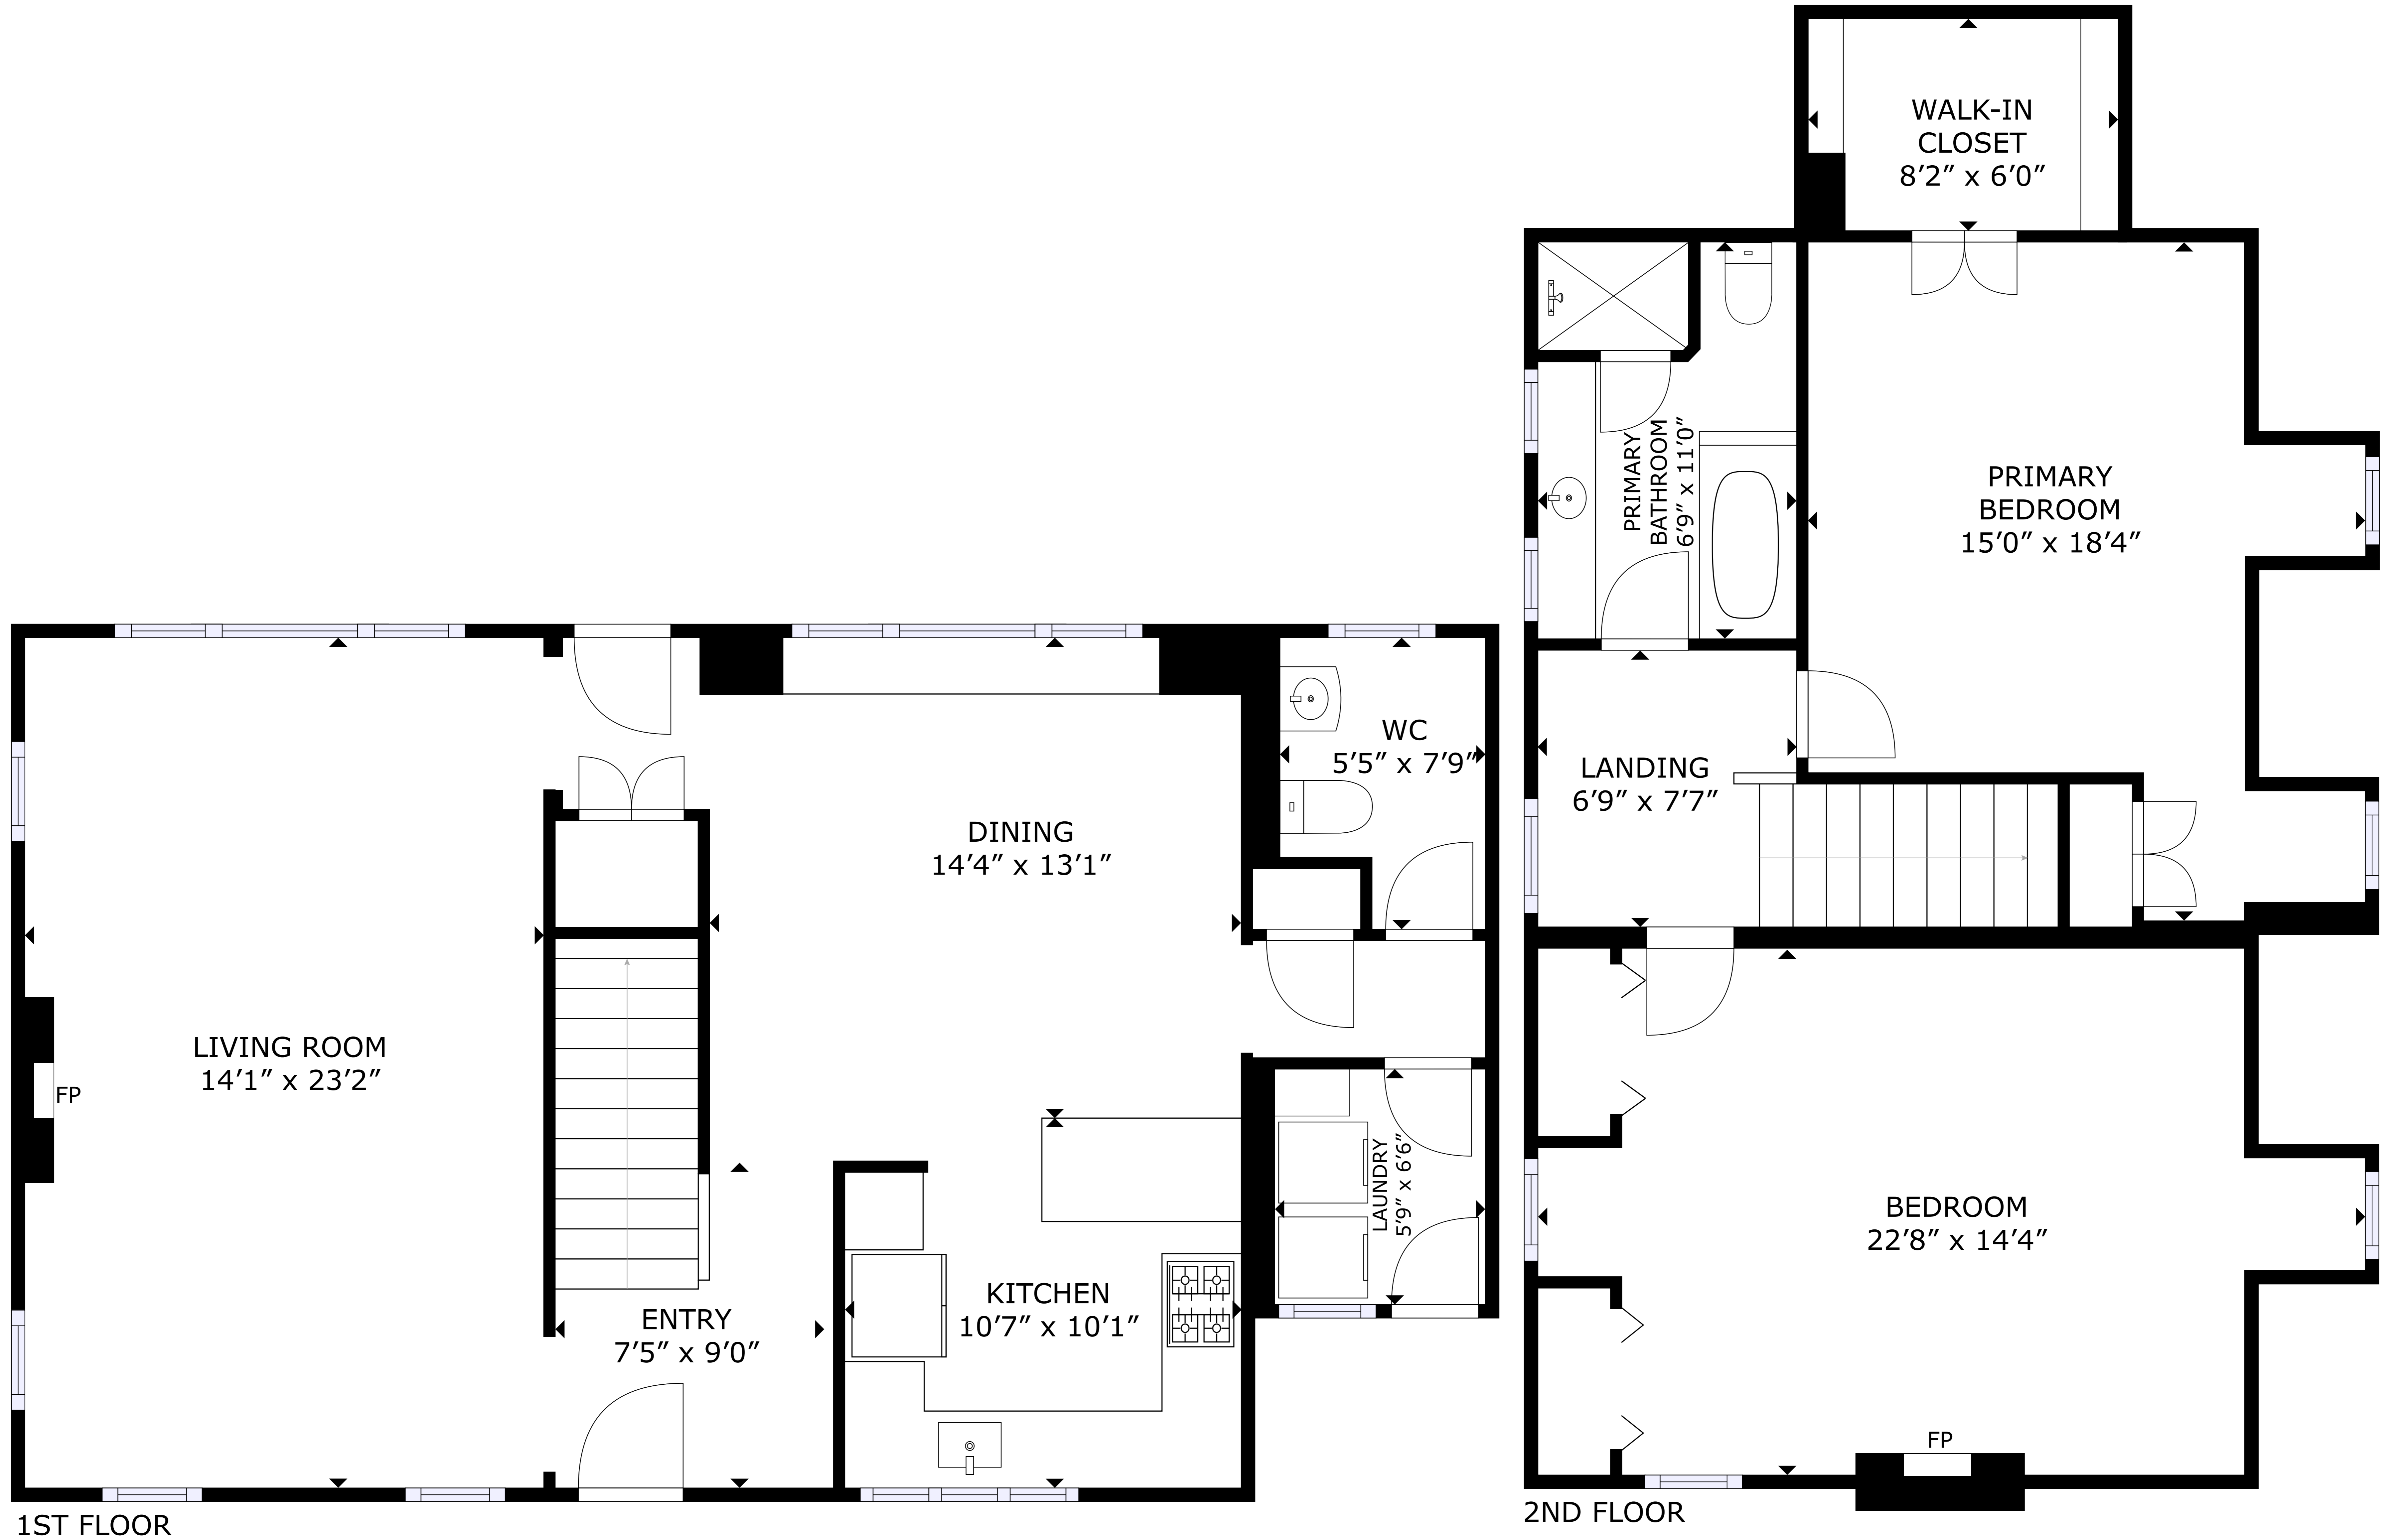 WALK-IN
CLOSET
8’2” x 6’0”
PRIMARY
BATHROOM
6’9” x 11’0”
PRIMARY
BEDROOM
15’0” x 18’4”
WC
5’5” x 7’9”
LANDING
6’9” x 7’7”
DINING
14’4” x 13’1”
LIVING ROOM
14’1” x 23’2”
FP
LAUNDRY
5’9” x 6’6”
BEDROOM
22’8” x 14’4”
KITCHEN
10’7” x 10’1”
ENTRY
7’5” x 9’0”
FP
1ST FLOOR
2ND FLOOR